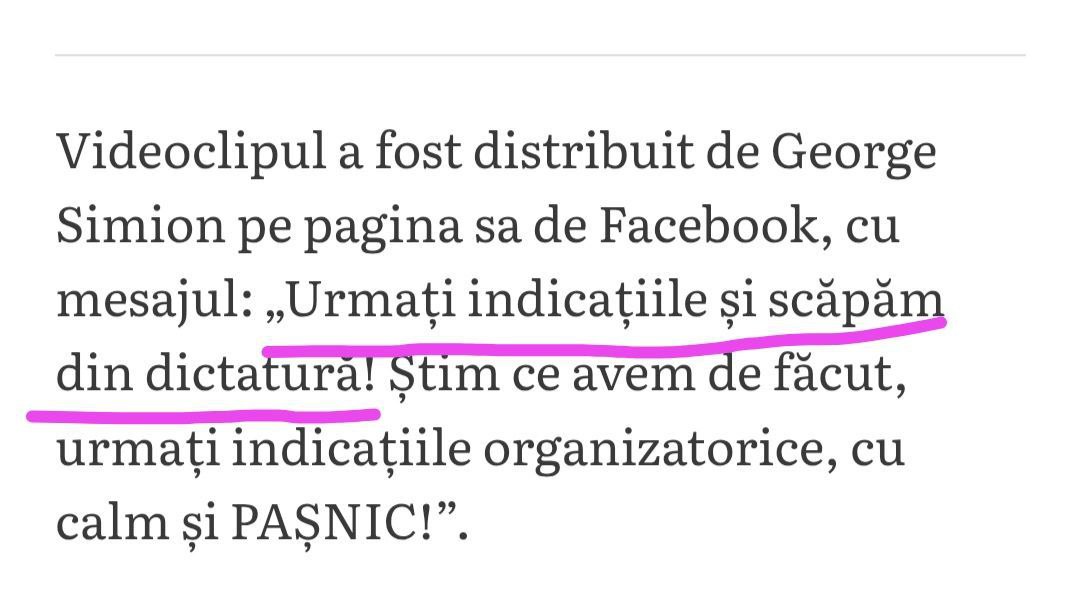 Videoclipul a fost distribuit de George
Simion pe pagina sa de Facebook, cu
mesajul: „Urmați indicațiile și scăpăm
din dictatură! Știm ce avem de făcut,
urmați indicațiile organizatorice, cu
calm și PAȘNIC!”.